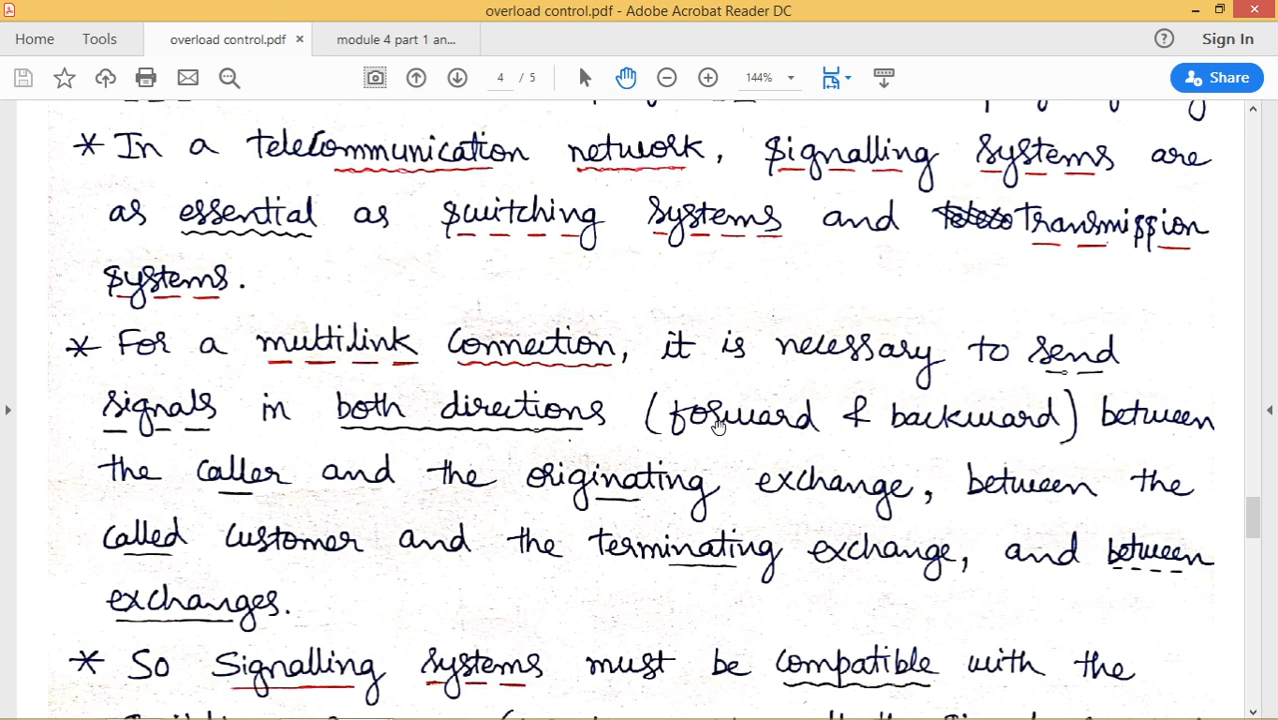 overload control.pdf - Adobe Acrobat Reader DC
Home Tools overload control.pdf × module 4 part 1 an... Sign In
4 / 5 144% Share
* In a telecommunication network, signalling systems are
as essential as switching systems and Transmission
systems.
* For a multilink connection, it is necessary to send
signals in both directions (forward & backward) between
the caller and the originating exchange, between the
called customer and the terminating exchange, and between
exchanges.
* So Signalling systems must be compatible with the